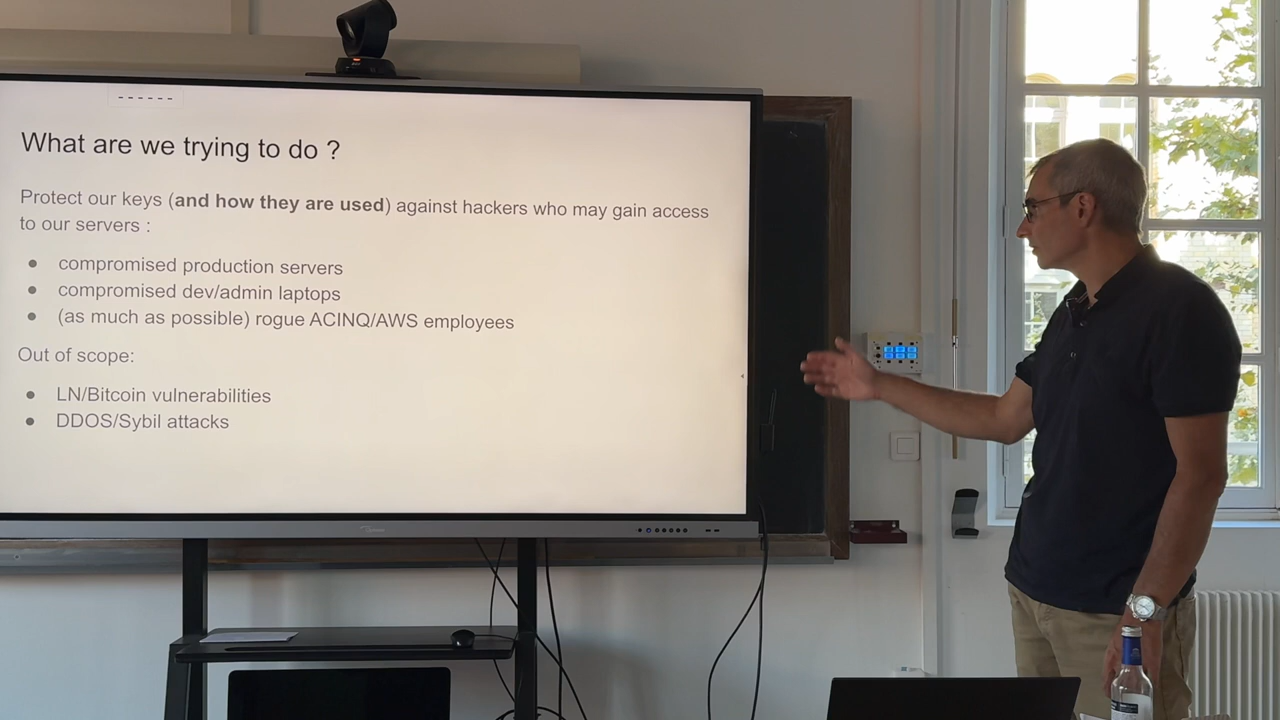 What are we trying to do ?
Protect our keys (and how they are used) against hackers who may gain access
to our servers :
● compromised production servers
● compromised dev/admin laptops
● (as much as possible) rogue ACINQ/AWS employees
Out of scope:
● LN/Bitcoin vulnerabilities
● DDOS/Sybil attacks